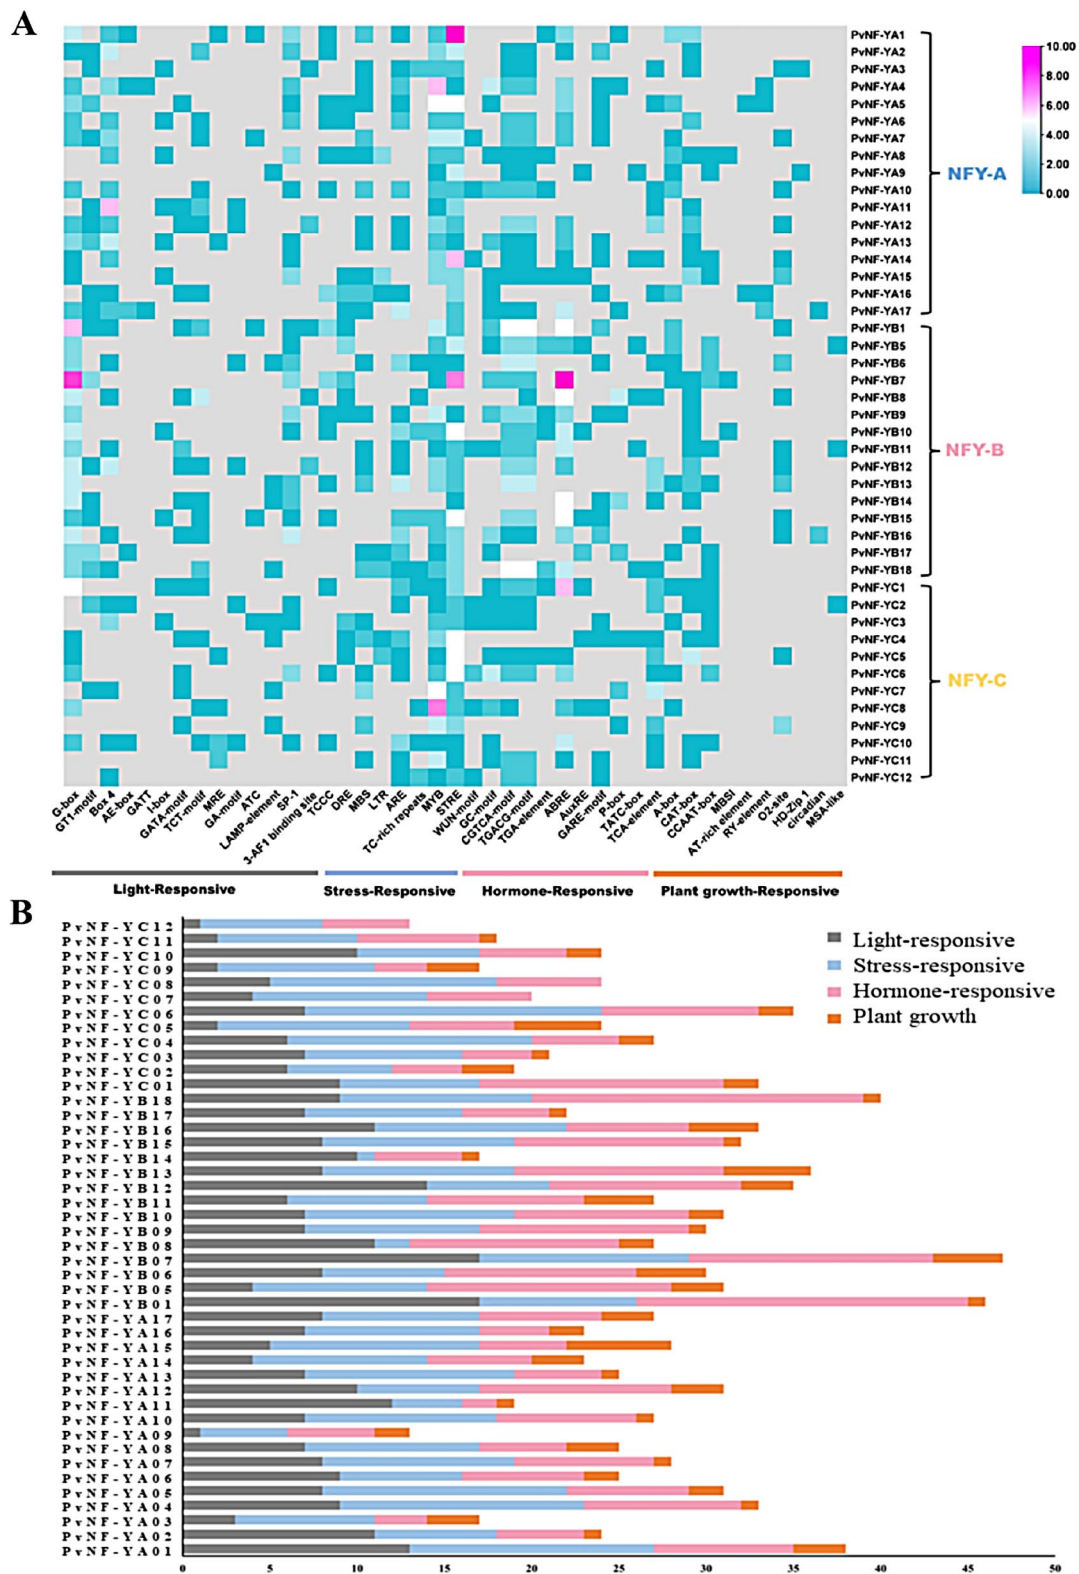 A
PvNF-YA1
PvNF-YA2
PvNF-YA3
PvNF-YA4
PvNF-YA5
PvNF-YA6
PvNF-YA7
PvNF-YA8
PvNF-YA9
PvNF-YA10
PvNF-YA11
PvNF-YA12
PvNF-YA13
PvNF-YA14
PvNF-YA15
PvNF-YA16
PvNF-YA17
PvNF-YB1
PvNF-YB5
PvNF-YB6
PvNF-YB7
PvNF-YB8
PvNF-YB9
PvNF-YB10
PvNF-YB11
PvNF-YB12
PvNF-YB13
PvNF-YB14
PvNF-YB15
PvNF-YB16
PvNF-YB17
PvNF-YB18
PvNF-YC1
PvNF-YC2
PvNF-YC3
PvNF-YC4
PvNF-YC5
PvNF-YC6
PvNF-YC7
PvNF-YC8
PvNF-YC9
PvNF-YC10
PvNF-YC11
PvNF-YC12
NFY-A
NFY-B
NFY-C
10.00
8.00
6.00
4.00
2.00
0.00
G-box
GT1-motif
Box 4
AE-box
GATT
I-box
GATA-motif
TCT-motif
MRE
GA-motif
ATC
LAMP-element
SP-1
3-AF1 binding site
TCCC
DRE
MBS
LTR
ARE
TC-rich repeats
MYB
STRE
WUN-motif
GC-motif
CGTCA-motif
TGACG-motif
TGA-element
ABRE
AuxRE
GARE-motif
P-box
TATC-box
TCA-element
A-box
CAT-box
CCAAT-box
MBSI
AT-rich element
RY-element
O2-site
HD-Zip 1
circadian
MSA-like
Light-Responsive
Stress-Responsive
Hormone-Responsive
Plant growth-Responsive
B
PvNF-YC12
PvNF-YC11
PvNF-YC10
PvNF-YC09
PvNF-YC08
PvNF-YC07
PvNF-YC06
PvNF-YC05
PvNF-YC04
PvNF-YC03
PvNF-YC02
PvNF-YC01
PvNF-YB18
PvNF-YB17
PvNF-YB16
PvNF-YB15
PvNF-YB14
PvNF-YB13
PvNF-YB12
PvNF-YB11
PvNF-YB10
PvNF-YB09
PvNF-YB08
PvNF-YB07
PvNF-YB06
PvNF-YB05
PvNF-YB01
PvNF-YA17
PvNF-YA16
PvNF-YA15
PvNF-YA14
PvNF-YA13
PvNF-YA12
PvNF-YA11
PvNF-YA10
PvNF-YA09
PvNF-YA08
PvNF-YA07
PvNF-YA06
PvNF-YA05
PvNF-YA04
PvNF-YA03
PvNF-YA02
PvNF-YA01
Light-responsive
Stress-responsive
Hormone-responsive
Plant growth
0 5 10 15 20 25 30 35 40 45 50